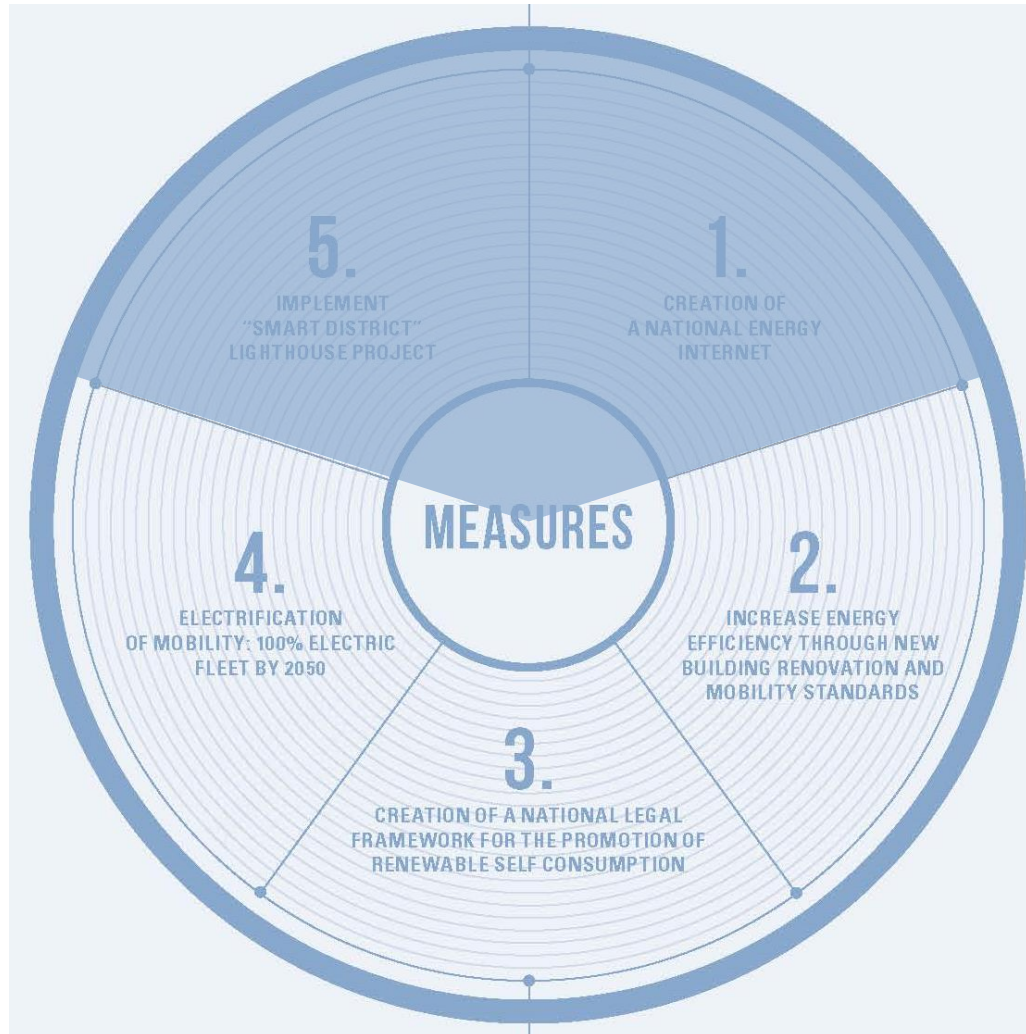 5.
IMPLEMENT
"SMART DISTRICT"
LIGHTHOUSE PROJECT
1.
CREATION OF
A NATIONAL ENERGY
INTERNET
MEASURES
4.
ELECTRIFICATION
OF MOBILITY: 100% ELECTRIC
FLEET BY 2050
2.
INCREASE ENERGY
EFFICIENCY THROUGH NEW
BUILDING RENOVATION AND
MOBILITY STANDARDS
3.
CREATION OF A NATIONAL LEGAL
FRAMEWORK FOR THE PROMOTION OF
RENEWABLE SELF CONSUMPTION